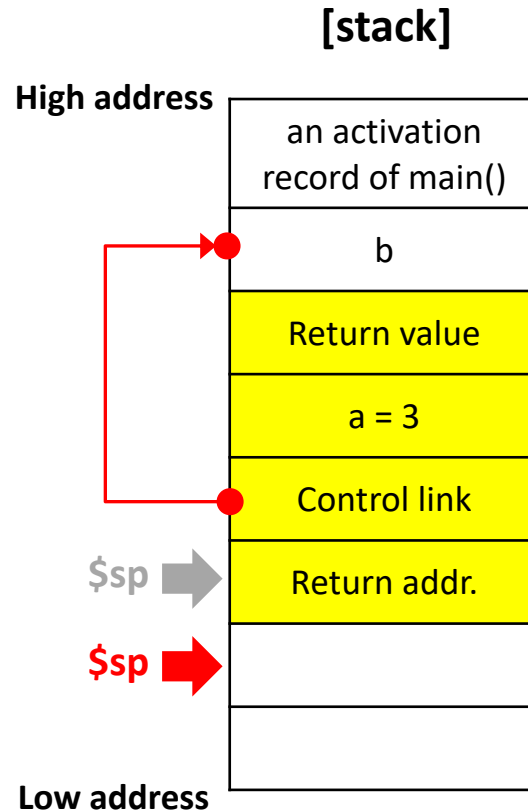 [stack]
High address
an activation
record of main()
b
Return value
a = 3
Control link
$sp
Return addr.
$sp
Low address